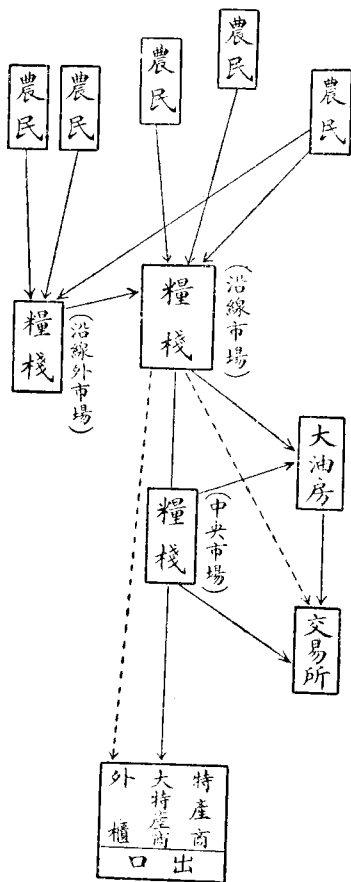 農民
農民
農民
農民
農民
糧棧
(沿線市場)
糧棧
(沿線外市場)
大油房
糧棧
(中央市場)
交易所
特產商
大特產商
外櫃
口出